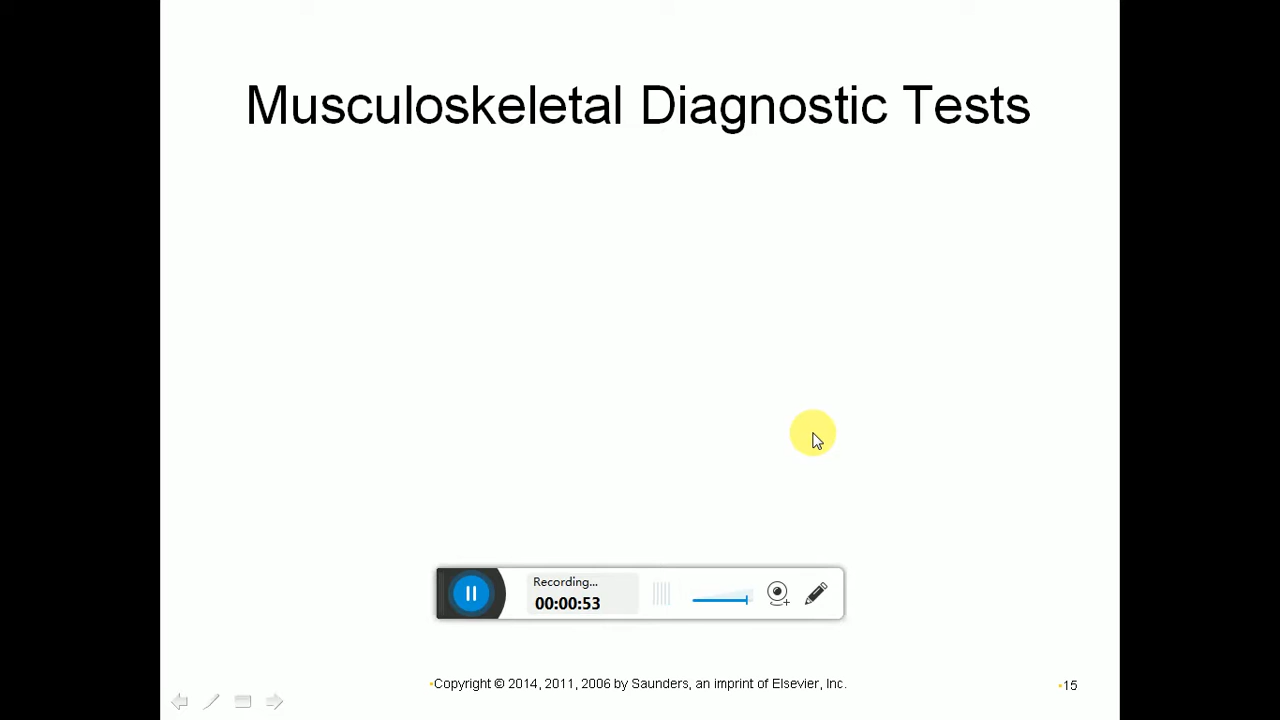 Musculoskeletal Diagnostic Tests
Recording...
00:00:53
•Copyright © 2014, 2011, 2006 by Saunders, an imprint of Elsevier, Inc.
•15